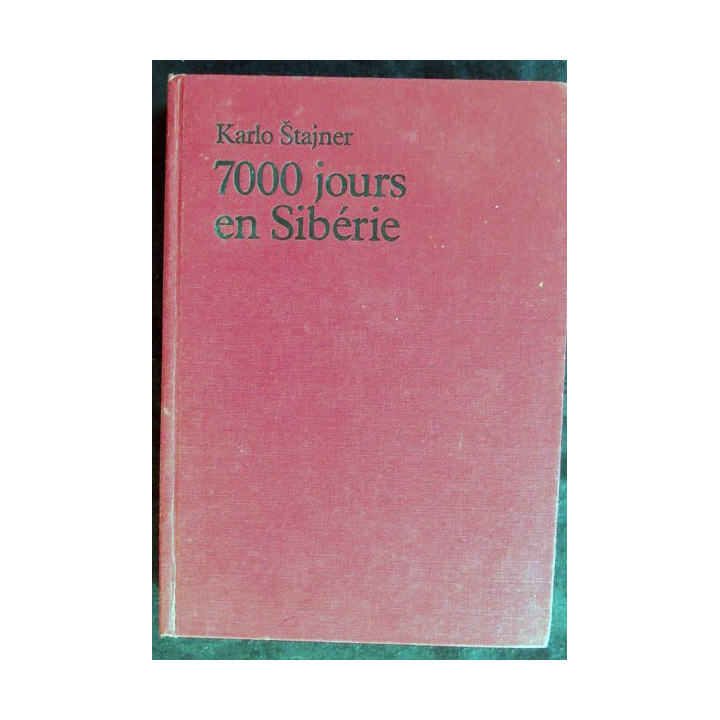 Karlo Štajner
7000 jours
en Sibérie